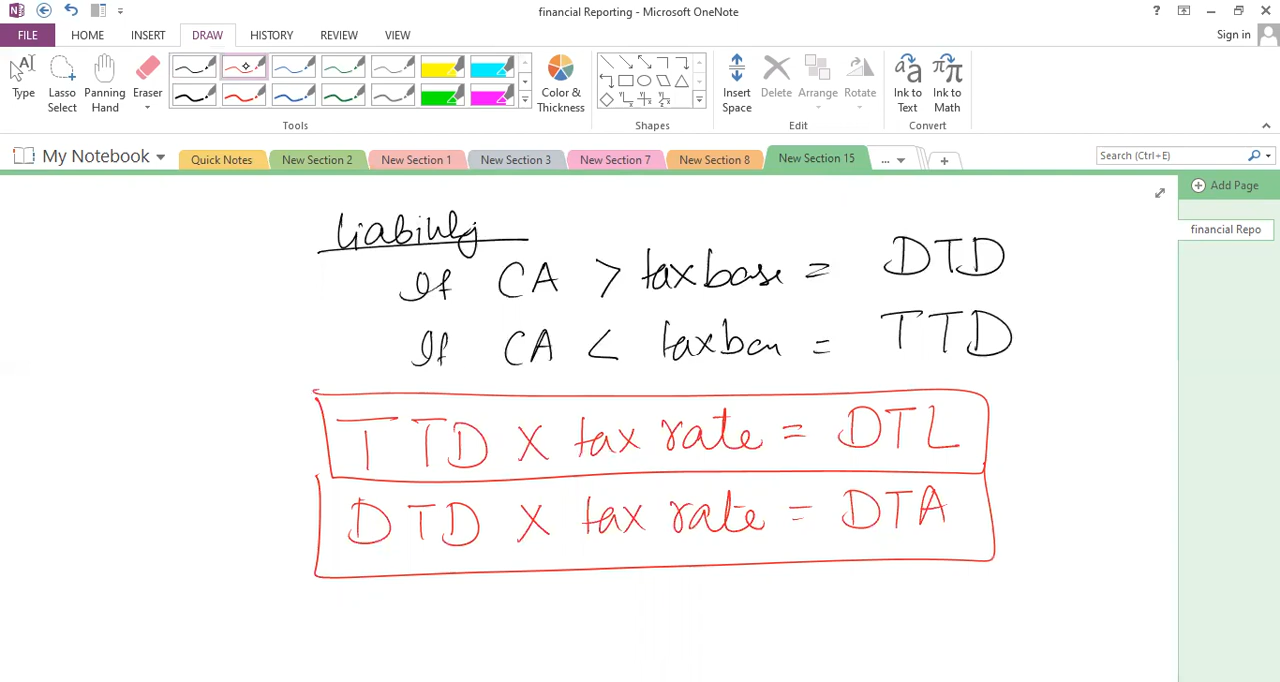 financial Reporting - Microsoft OneNote
?
FILE HOME INSERT DRAW HISTORY REVIEW VIEW
Sign in
Type Lasso Select Panning Hand Eraser Color & Thickness Insert Space Delete Arrange Rotate Ink to Text Ink to Math
Tools Shapes Edit Convert
My Notebook Quick Notes New Section 2 New Section 1 New Section 3 New Section 7 New Section 8 New Section 15 ... Search (Ctrl+E)
Add Page
financial Repo
Liability
If CA > tax base = DTD
If CA < tax =  TTD
TTD X tax rate = DTL
DTD X tax rate = DTA